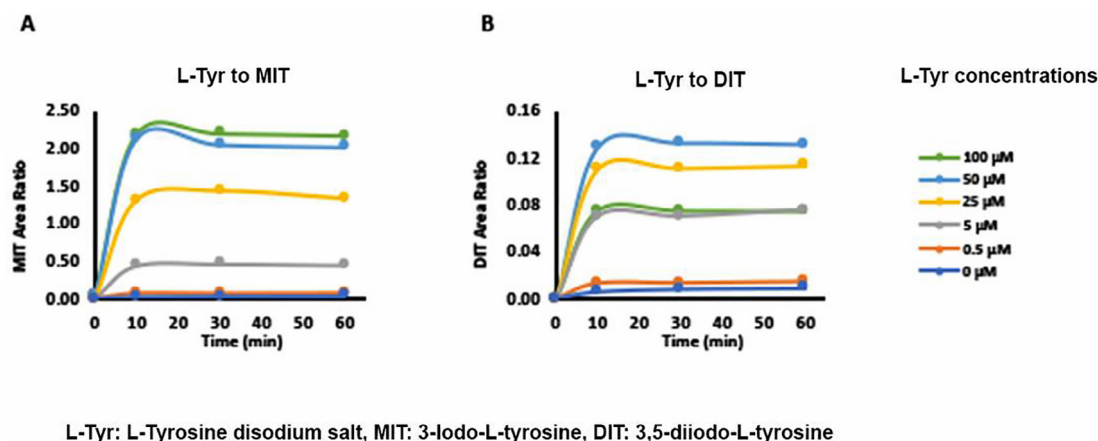 A
B
L-Tyr to MIT
L-Tyr to DIT
L-Tyr concentrations
MIT Area Ratio
2.50
2.00
1.50
1.00
0.50
0.00
0 10 20 30 40 50 60
Time (min)
DIT Area Ratio
0.16
0.12
0.08
0.04
0.00
0 10 20 30 40 50 60
Time (min)
100 µM
50 µM
25 µM
5 µM
0.5 µM
0 µM
L-Tyr: L-Tyrosine disodium salt, MIT: 3-Iodo-L-tyrosine, DIT: 3,5-diiodo-L-tyrosine